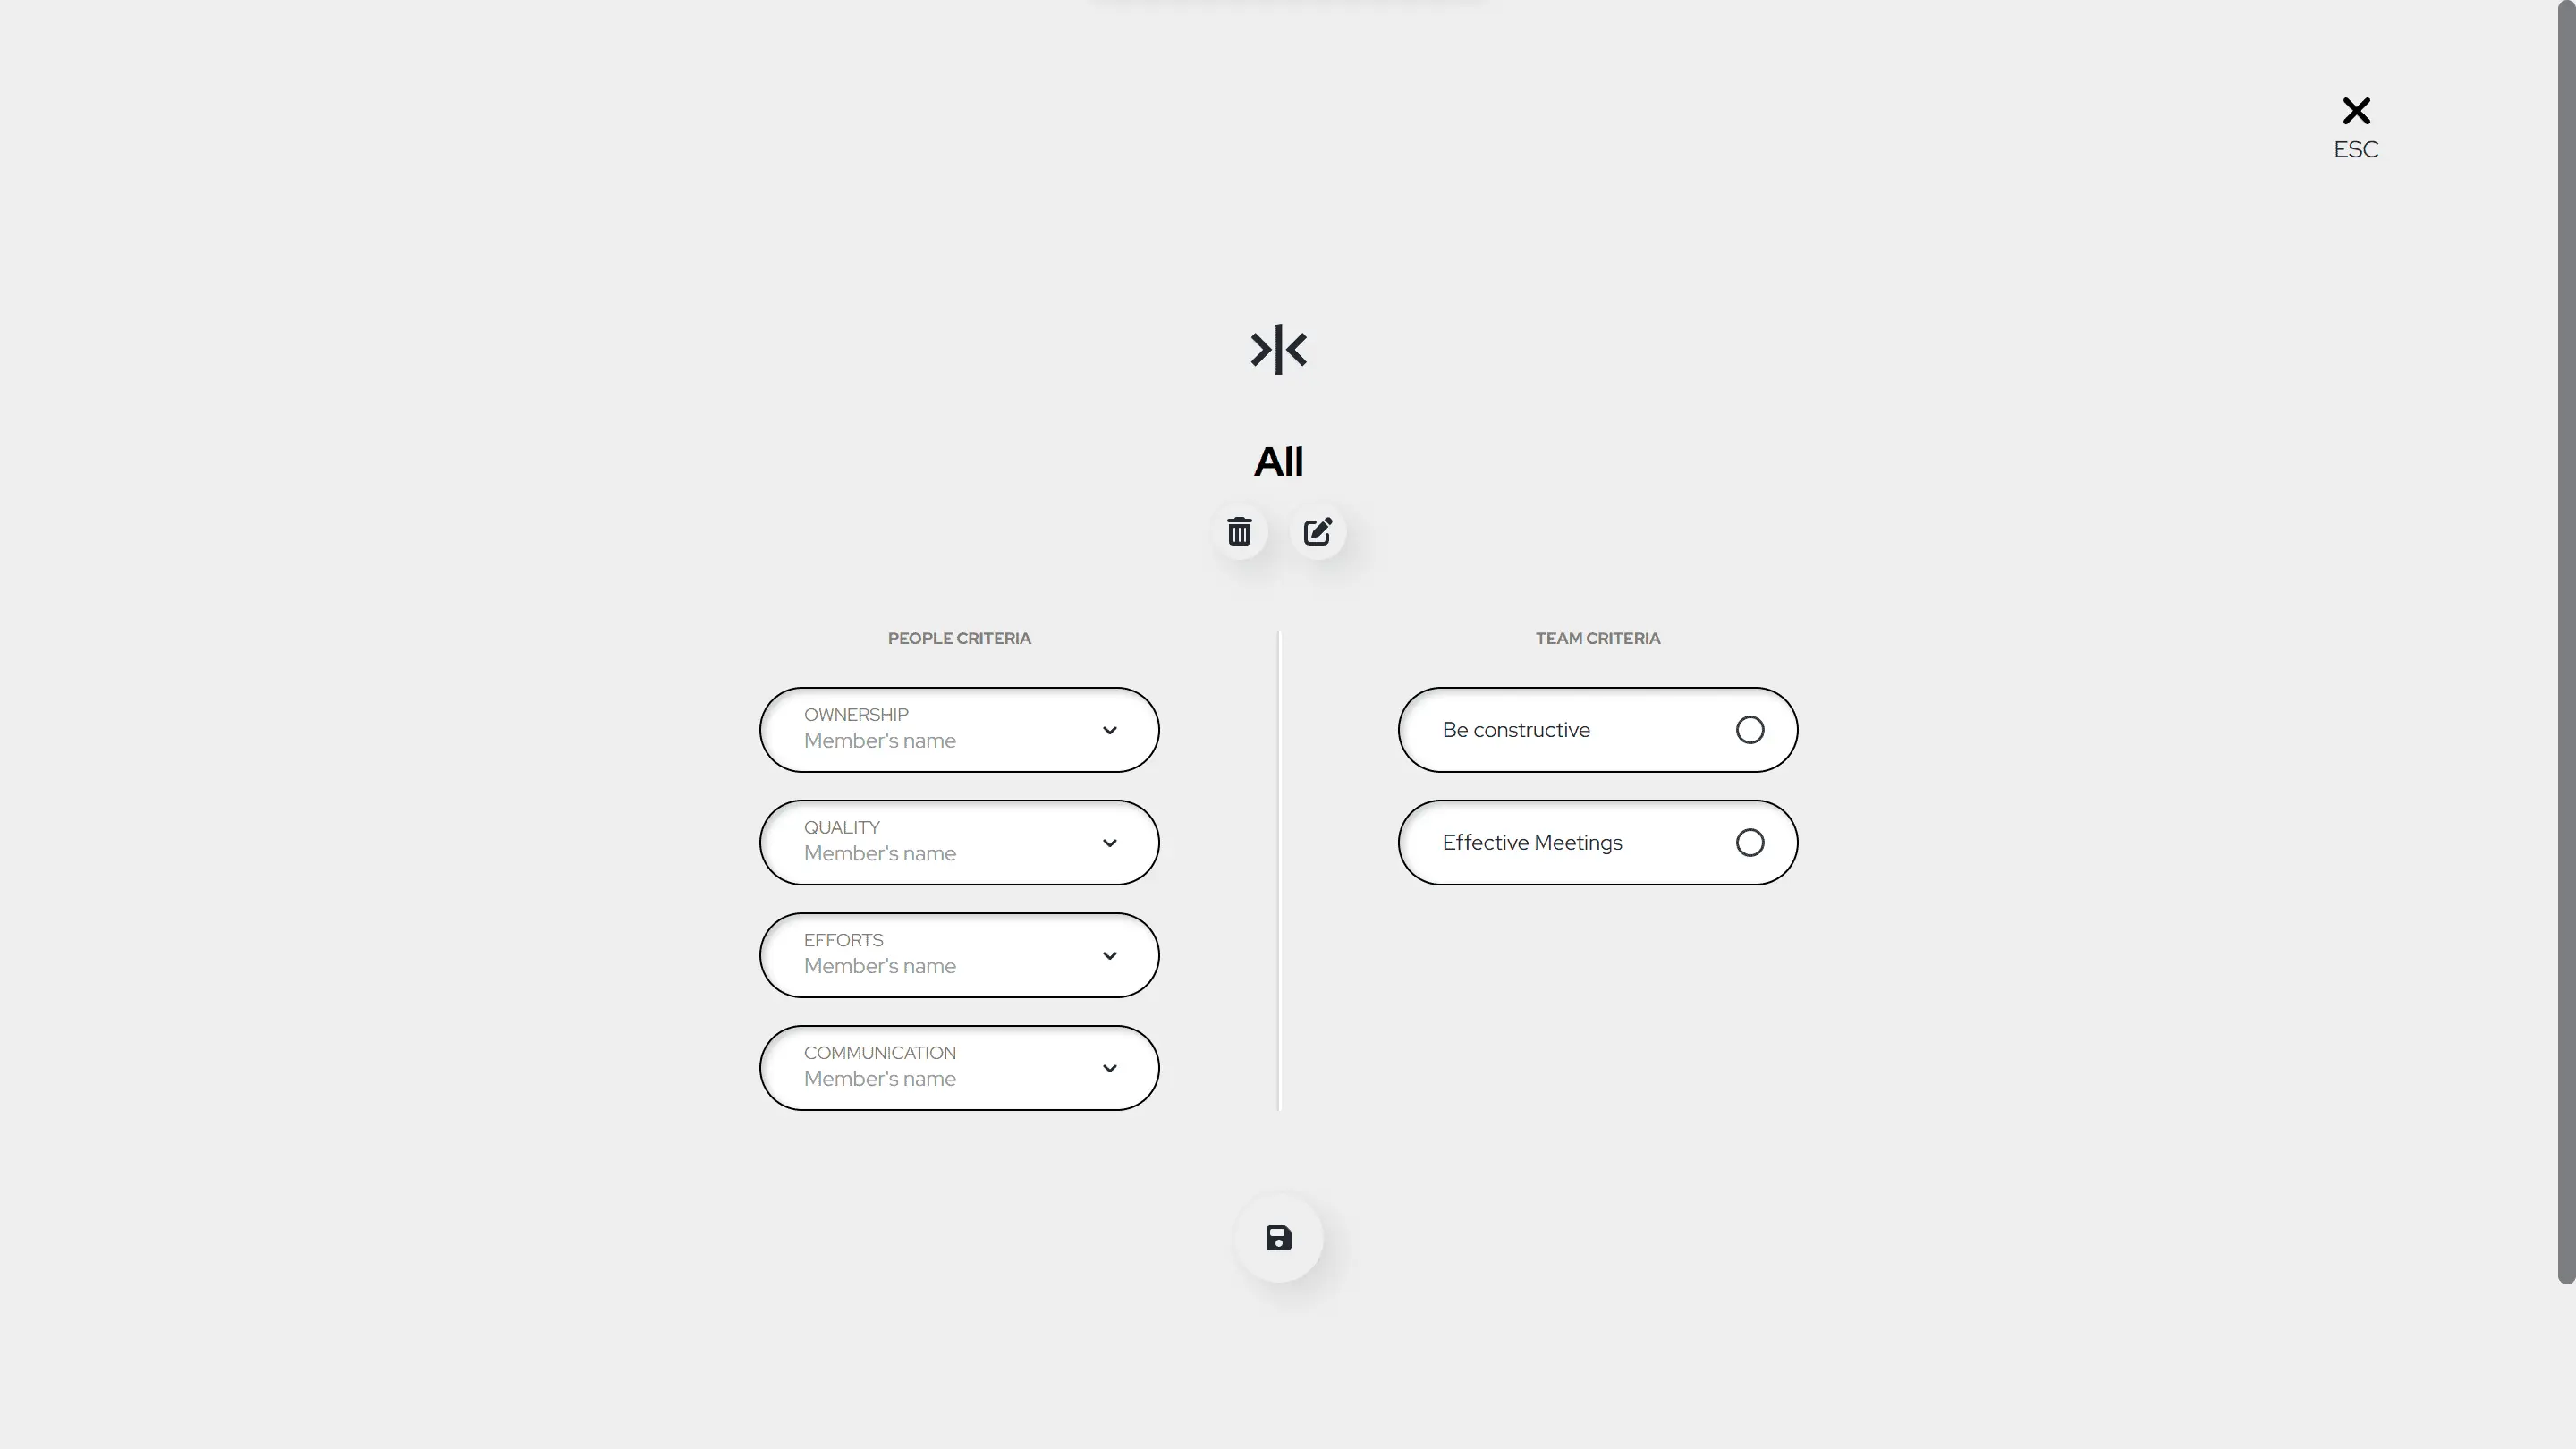 ESC
All
PEOPLE CRITERIA
OWNERSHIP
Member's name
QUALITY
Member's name
EFFORTS
Member's name
COMMUNICATION
Member's name
TEAM CRITERIA
Be constructive
Effective Meetings